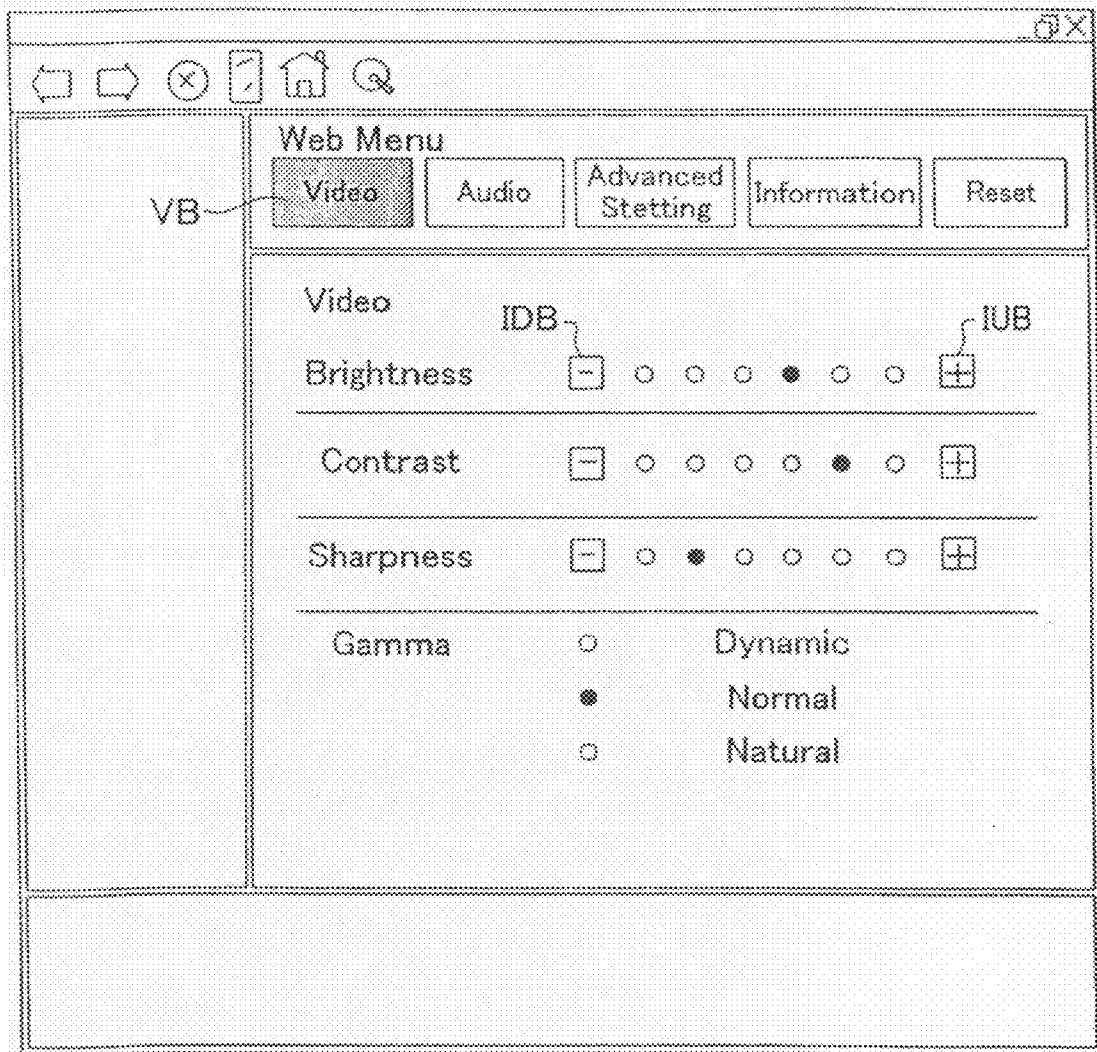 Web Menu
VB
Video
Audio
Advanced
Stetting
Information
Reset
Video
IDB
IUB
Brightness
Contrast
Sharpness
Gamma
Dynamic
Normal
Natural